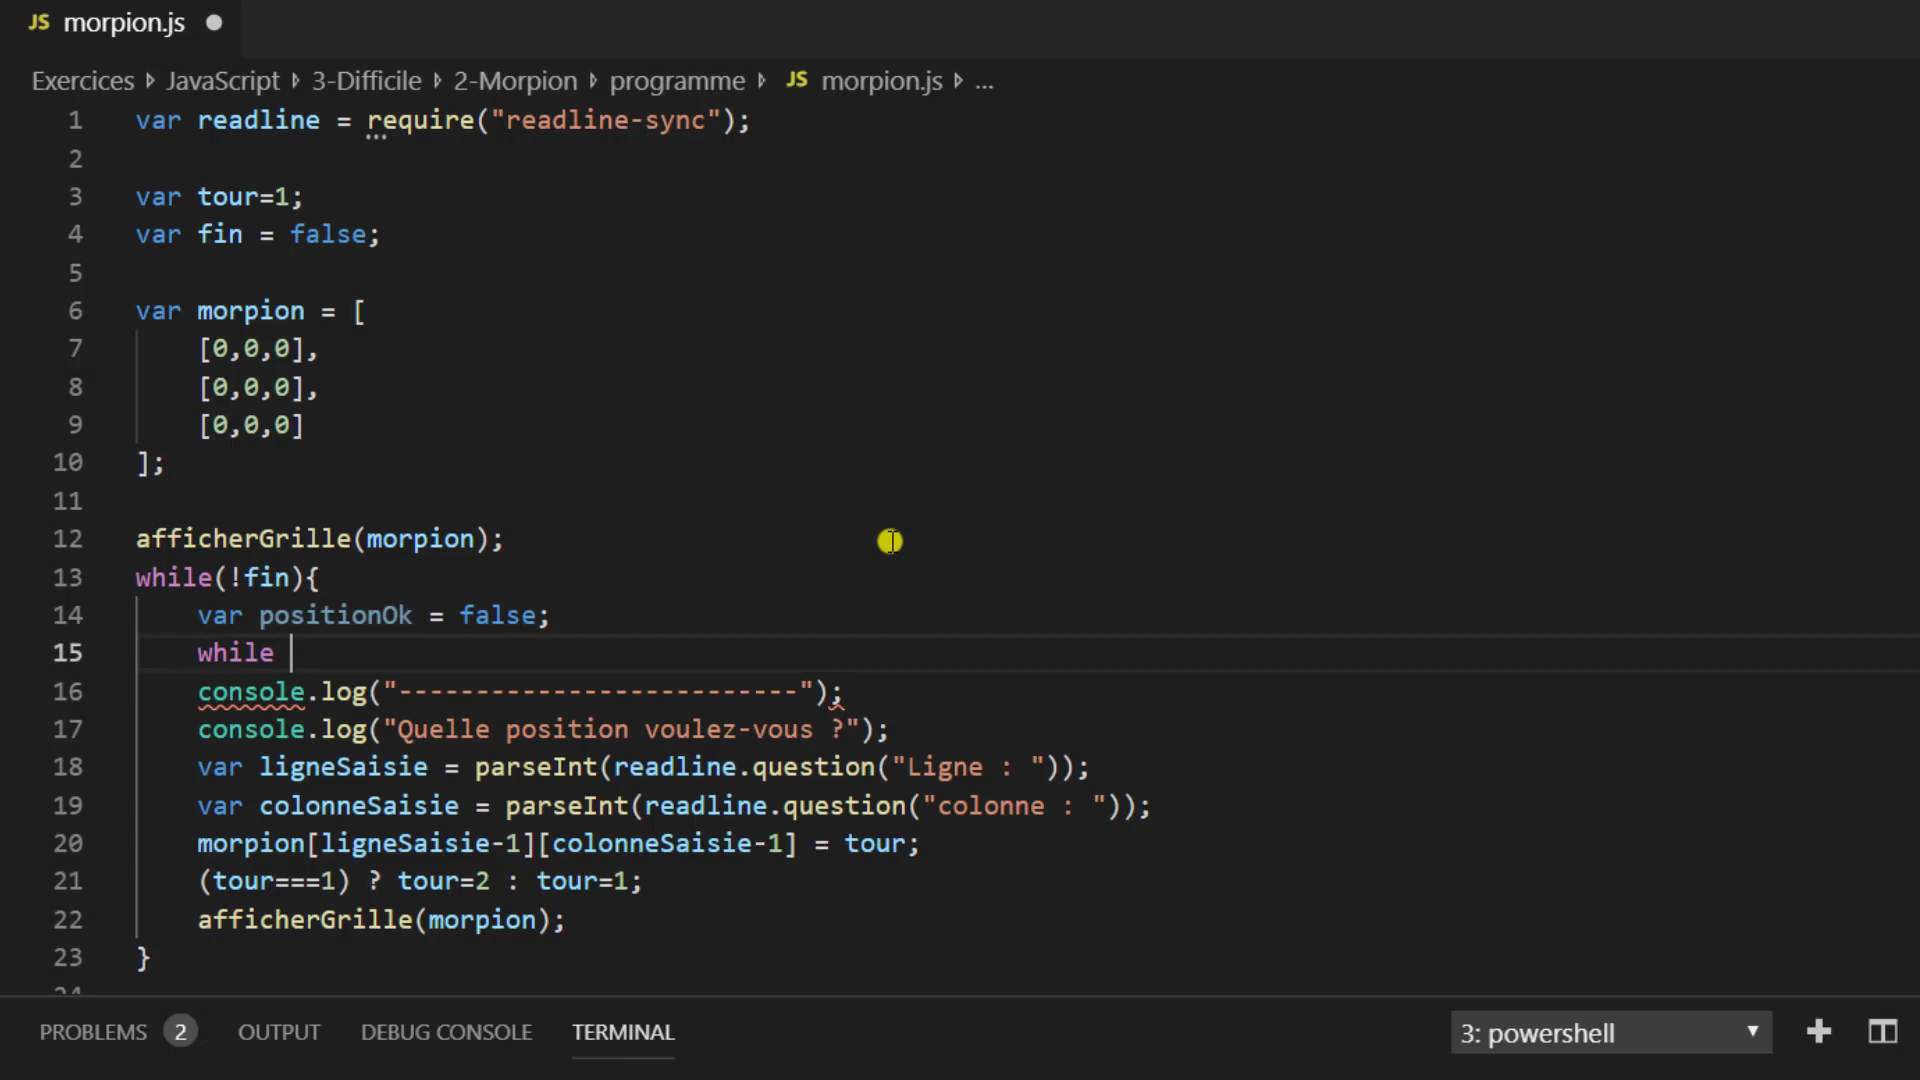 JS morpion.js
Exercices JavaScript 3-Difficile 2-Morpion programme JS morpion.js ...
1 var readline = require("readline-sync");
2
3 var tour=1;
4 var fin = false;
5
6 var morpion = [
7 [0,0,0],
8 [0,0,0],
9 [0,0,0]
10 ];
11
12 afficherGrille(morpion);
13 while(!fin){
14 var positionOk = false;
15 while
16 console.log("--------------------------");
17 console.log("Quelle position voulez-vous ?");
18 var ligneSaisie = parseInt(readline.question("Ligne : "));
19 var colonneSaisie = parseInt(readline.question("colonne : "));
20 morpion[ligneSaisie-1][colonneSaisie-1] = tour;
21 (tour===1) ? tour=2 : tour=1;
22 afficherGrille(morpion);
23 }
24
PROBLEMS 2 OUTPUT DEBUG CONSOLE TERMINAL 3: powershell